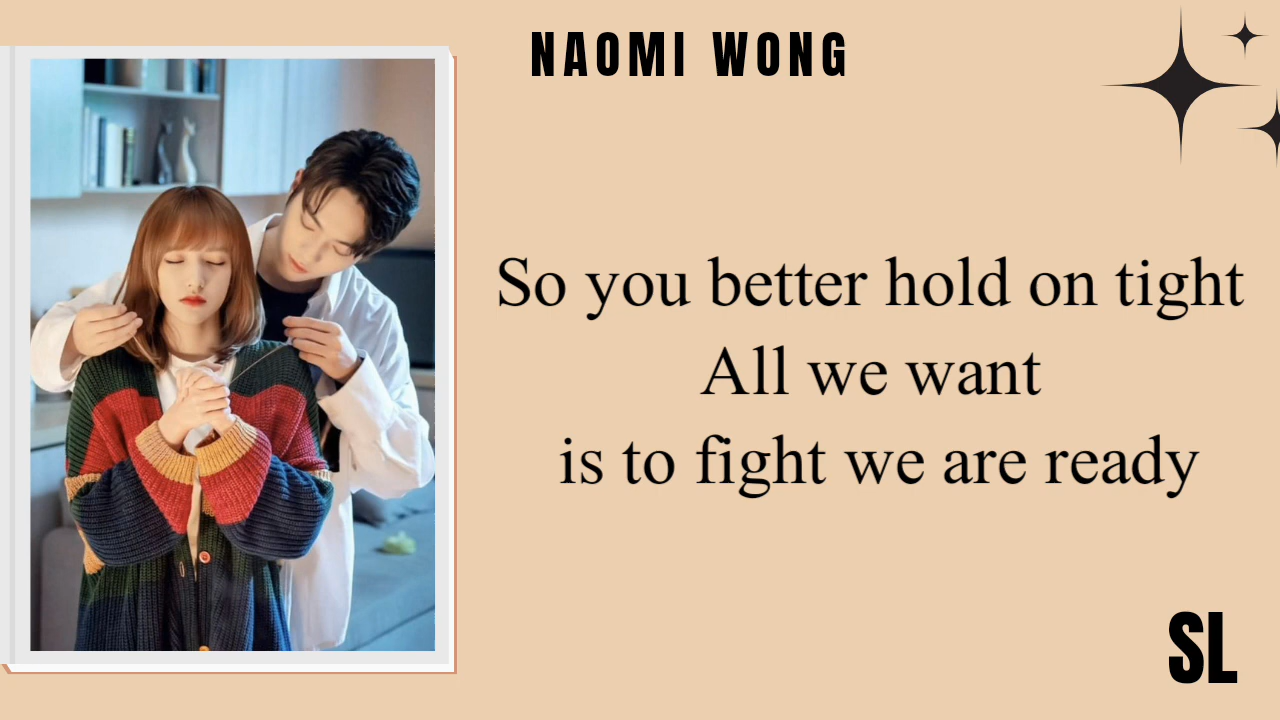 NAOMI WONG
So you better hold on tight
All we want
is to fight we are ready
SL